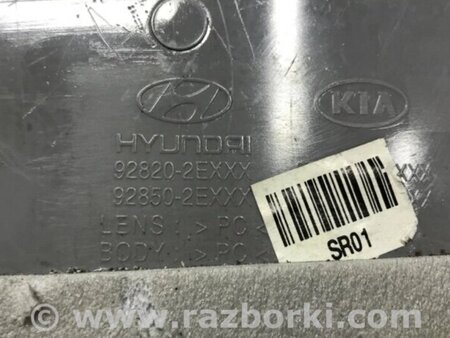 KIA
HYUNDAI
92820-2EXXX
92850-2EXXX
LENS : >PC<
BODY : >PC<
SR01
www.razborki.com